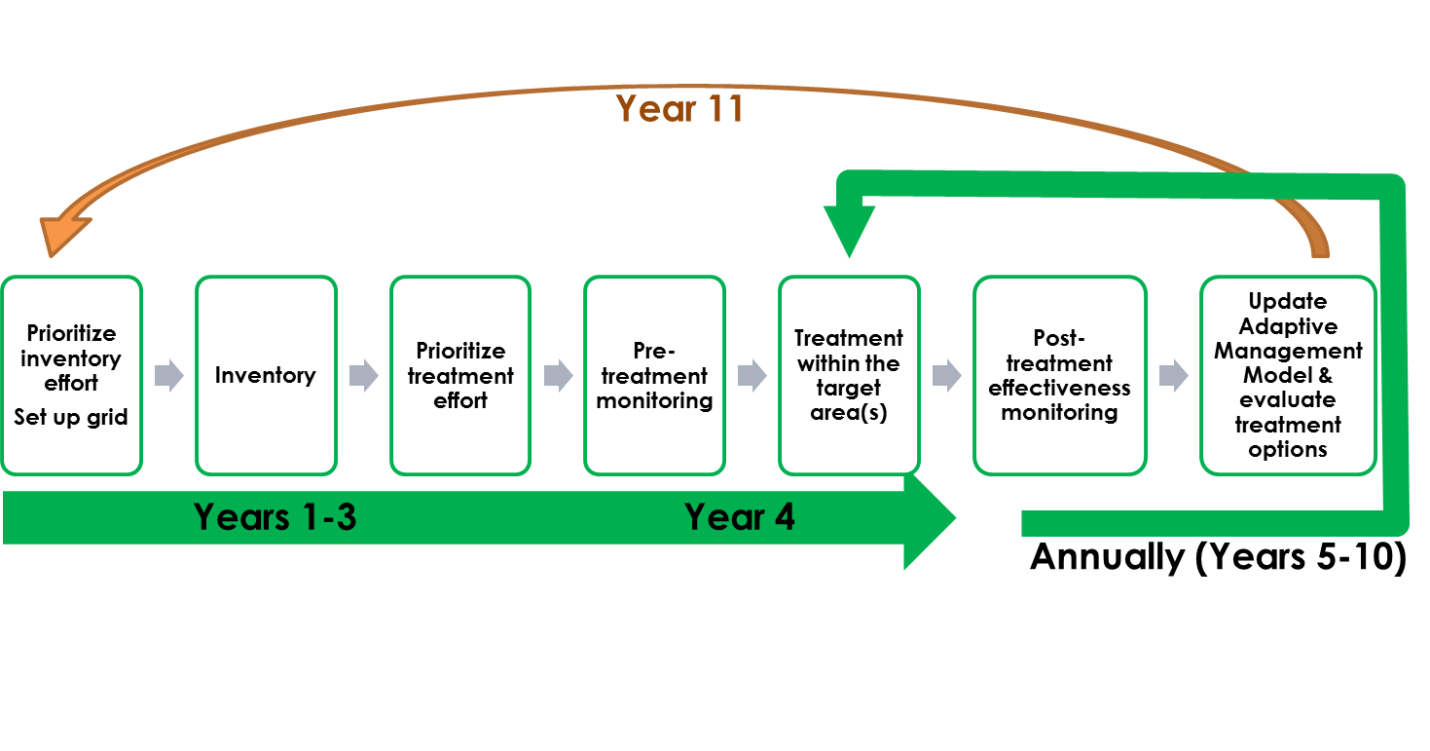 Year 11
Prioritize
inventory
effort
Set up grid
Inventory
Prioritize
treatment
effort
Pre-
treatment
monitoring
Treatment
within the
target
area(s)
Post-
treatment
effectiveness
monitoring
Update
Adaptive
Management
Model &
evaluate
treatment
options
Years 1-3
Year 4
Annually (Years 5-10)